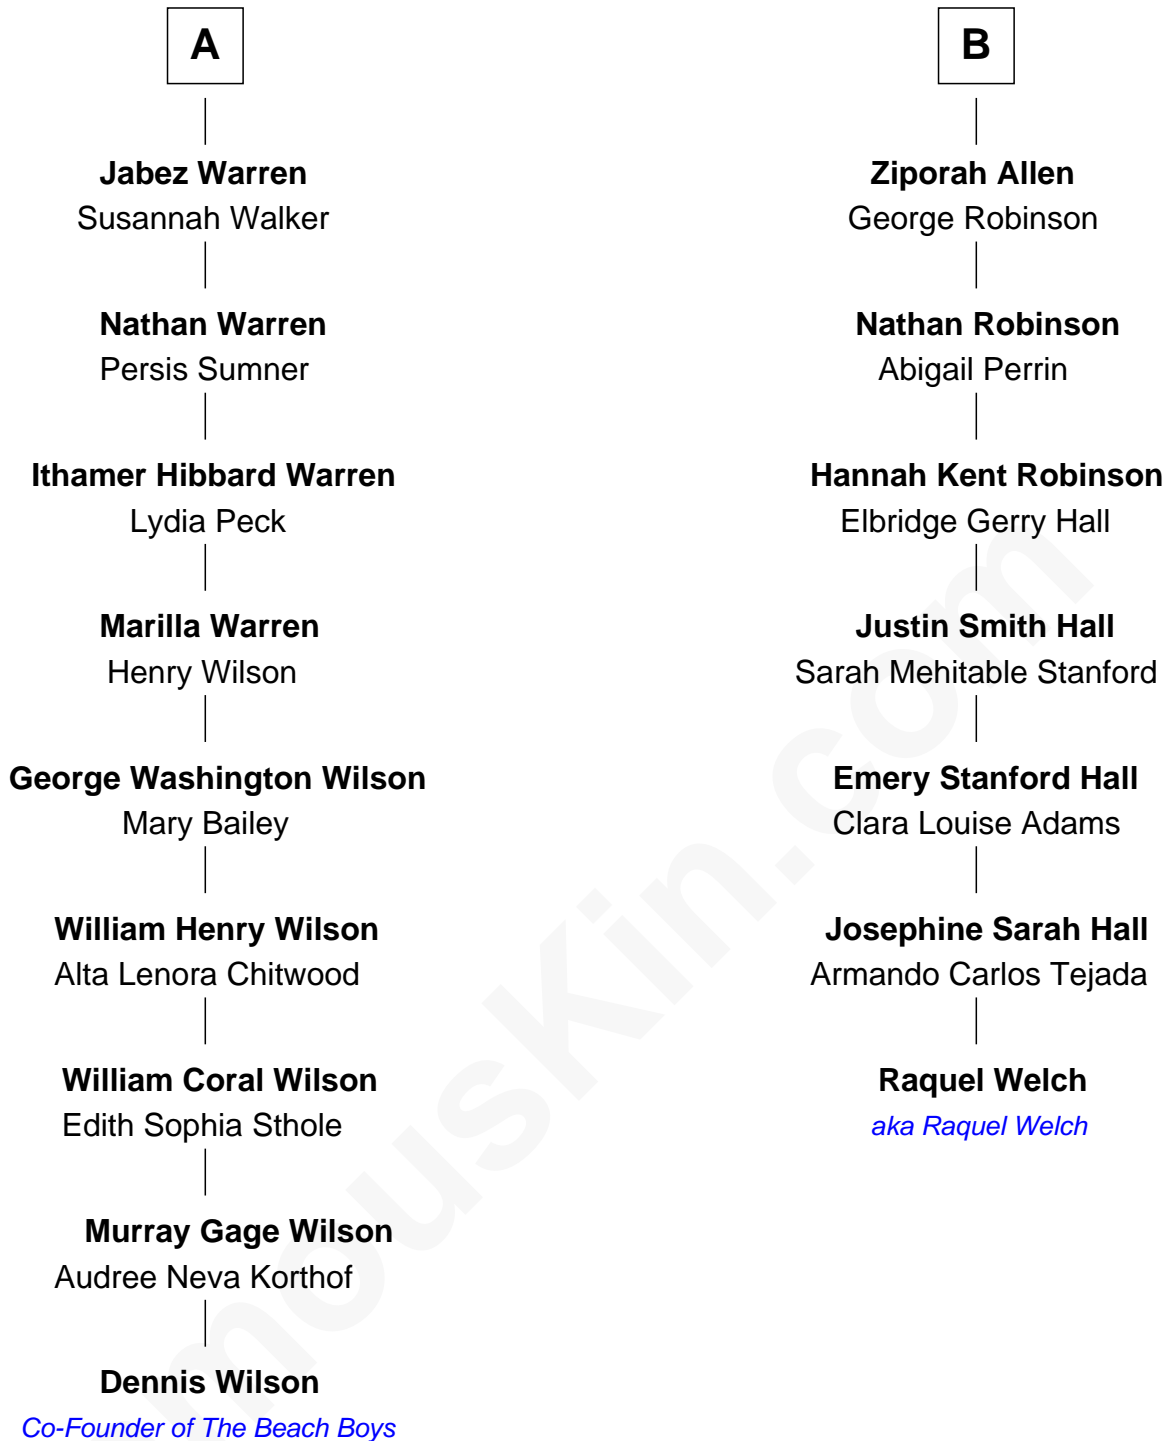 A
Jabez Warren
Susannah Walker
Nathan Warren
Persis Sumner
Ithamer Hibbard Warren
Lydia Peck
Marilla Warren
Henry Wilson
George Washington Wilson
Mary Bailey
William Henry Wilson
Alta Lenora Chitwood
William Coral Wilson
Edith Sophia Sthole
Murray Gage Wilson
Audree Neva Korthof
Dennis Wilson
Co-Founder of The Beach Boys
B
Ziporah Allen
George Robinson
Nathan Robinson
Abigail Perrin
Hannah Kent Robinson
Elbridge Gerry Hall
Justin Smith Hall
Sarah Mehitable Stanford
Emery Stanford Hall
Clara Louise Adams
Josephine Sarah Hall
Armando Carlos Tejada
Raquel Welch
aka Raquel Welch
mousKin.com